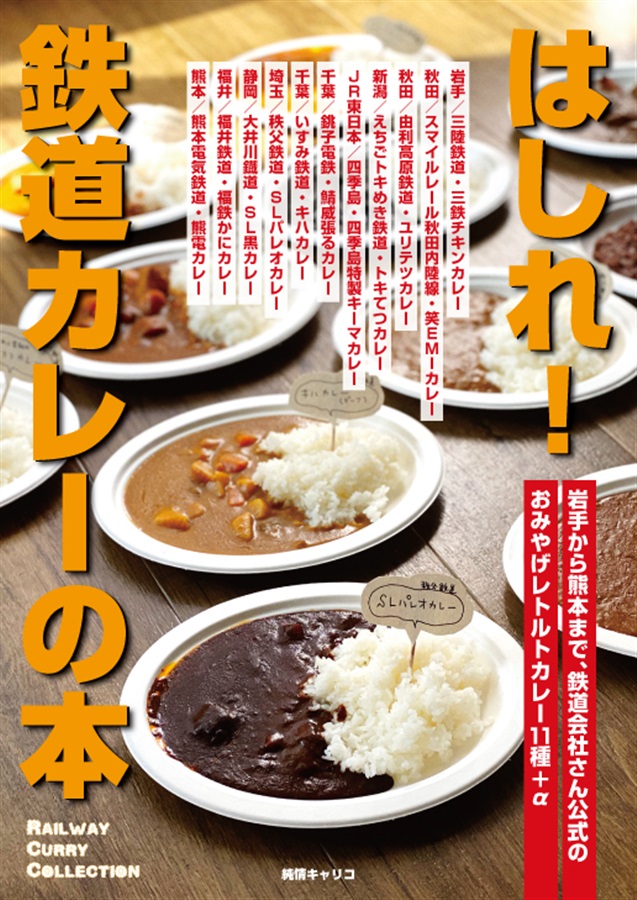 はしれ!
鉄道カレーの本
岩手/三陸鉄道・三鉄チキンカレー
秋田/スマイルレール秋田内陸線・笑EMIカレー
秋田/由利高原鉄道・ユリテツカレー
新潟/えちごトキめき鉄道・トキてつカレー
JR東日本/四季島・四季島特製キーマカレー
千葉/銚子電鉄・鯖威張るカレー
千葉/いすみ鉄道・キハカレー
埼玉/秩父鉄道・SLパレオカレー
静岡/大井川鐵道・SL黒カレー
福井/福井鉄道・福鉄かにカレー
熊本/熊本電気鉄道・熊電カレー
岩手から熊本まで、鉄道会社さん公式の
おみやげレトルトカレー11種+α
キハカレー
秩父鉄道
SLパレオカレー
RAILWAY
CURRY
COLLECTION
純情キャリコ